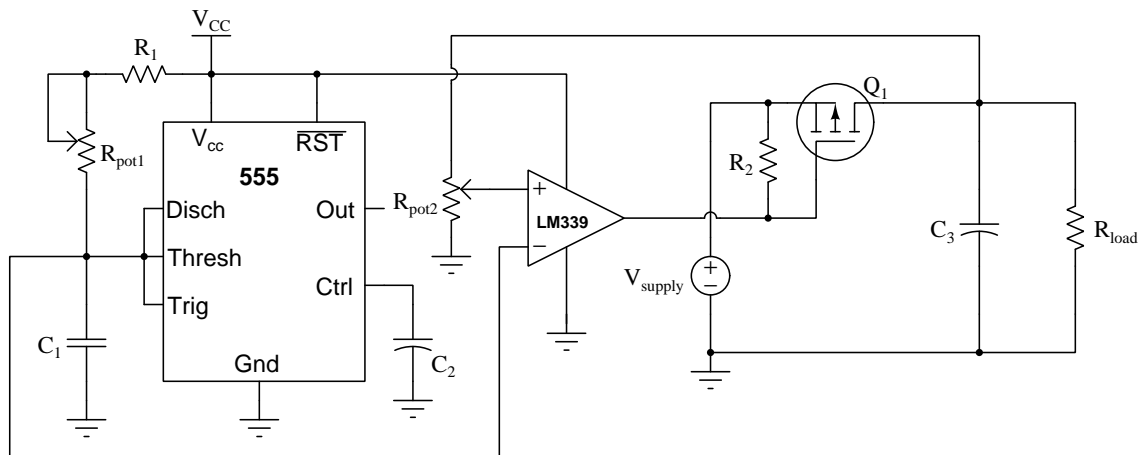 V_CC
R_1
Q_1
V_cc
RST
R_pot1
R_2
555
R_pot2
+
Disch
Out
LM339
C_3
R_load
−
Thresh
+
V_supply
−
Ctrl
Trig
C_1
Gnd
C_2